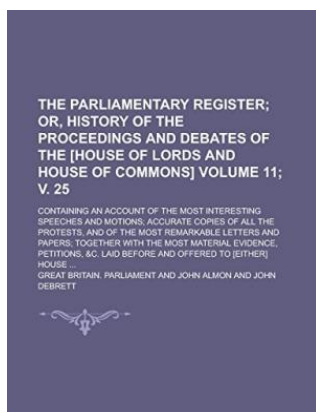 THE PARLIAMENTARY REGISTER;
OR, HISTORY OF THE
PROCEEDINGS AND DEBATES OF
THE [HOUSE OF LORDS AND
HOUSE OF COMMONS] VOLUME 11;
V. 25
CONTAINING AN ACCOUNT OF THE MOST INTERESTING
SPEECHES AND MOTIONS; ACCURATE COPIES OF ALL THE
PROTESTS, AND OF THE MOST REMARKABLE LETTERS AND
PAPERS; TOGETHER WITH THE MOST MATERIAL EVIDENCE,
PETITIONS, &C. LAID BEFORE AND OFFERED TO [EITHER]
HOUSE ...
GREAT BRITAIN. PARLIAMENT AND JOHN ALMON AND JOHN
DEBRETT